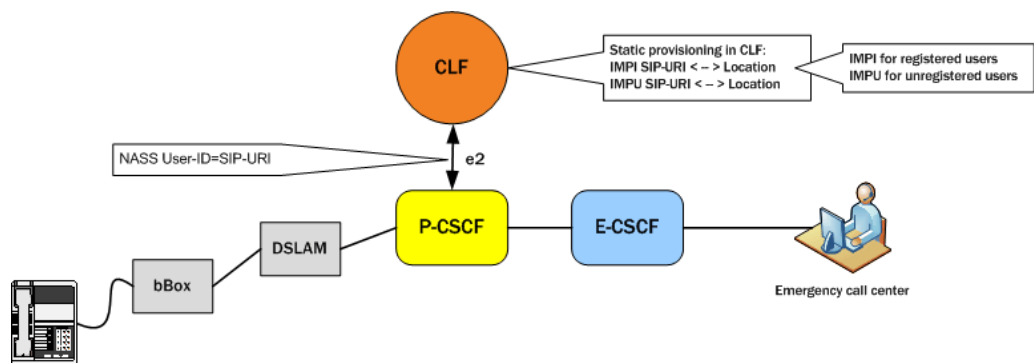 CLF
Static provisioning in CLF:
IMPI SIP-URI < -- > Location
IMPU SIP-URI < -- > Location
IMPI for registered users
IMPU for unregistered users
NASS User-ID=SIP-URI
e2
P-CSCF
E-CSCF
DSLAM
bBox
Emergency call center